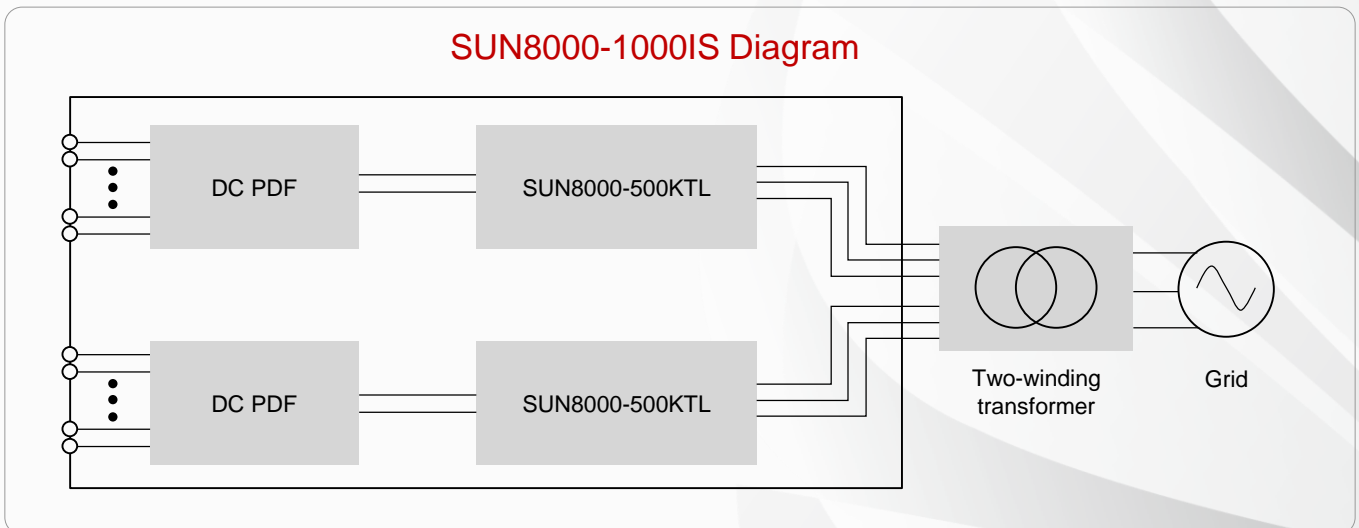 SUN8000-1000IS Diagram
DC PDF
SUN8000-500KTL
DC PDF
SUN8000-500KTL
Two-winding
transformer
Grid